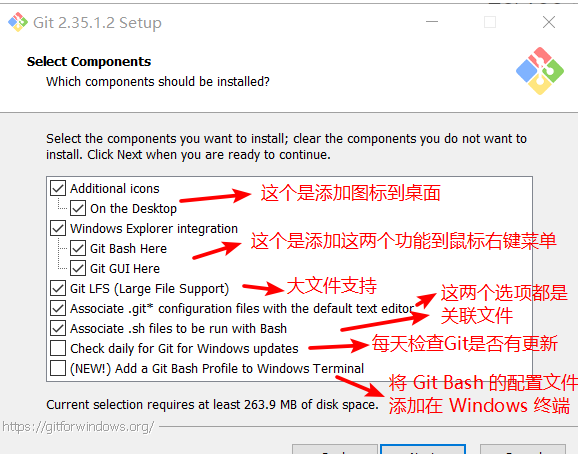 Git 2.35.1.2 Setup
Select Components
Which components should be installed?
Select the components you want to install; clear the components you do not want to
install. Click Next when you are ready to continue.
Additional icons
这个是添加图标到桌面
On the Desktop
Windows Explorer integration
Git Bash Here
这个是添加这两个功能到鼠标右键菜单
Git GUI Here
Git LFS (Large File Support)
大文件支持
这两个选项都是
关联文件
Associate .git* configuration files with the default text editor
Associate .sh files to be run with Bash
Check daily for Git for Windows updates
每天检查Git是否有更新
(NEW!) Add a Git Bash Profile to Windows Terminal
将 Git Bash 的配置文件
添加在 Windows 终端
Current selection requires at least 263.9 MB of disk space.
https://gitforwindows.org/